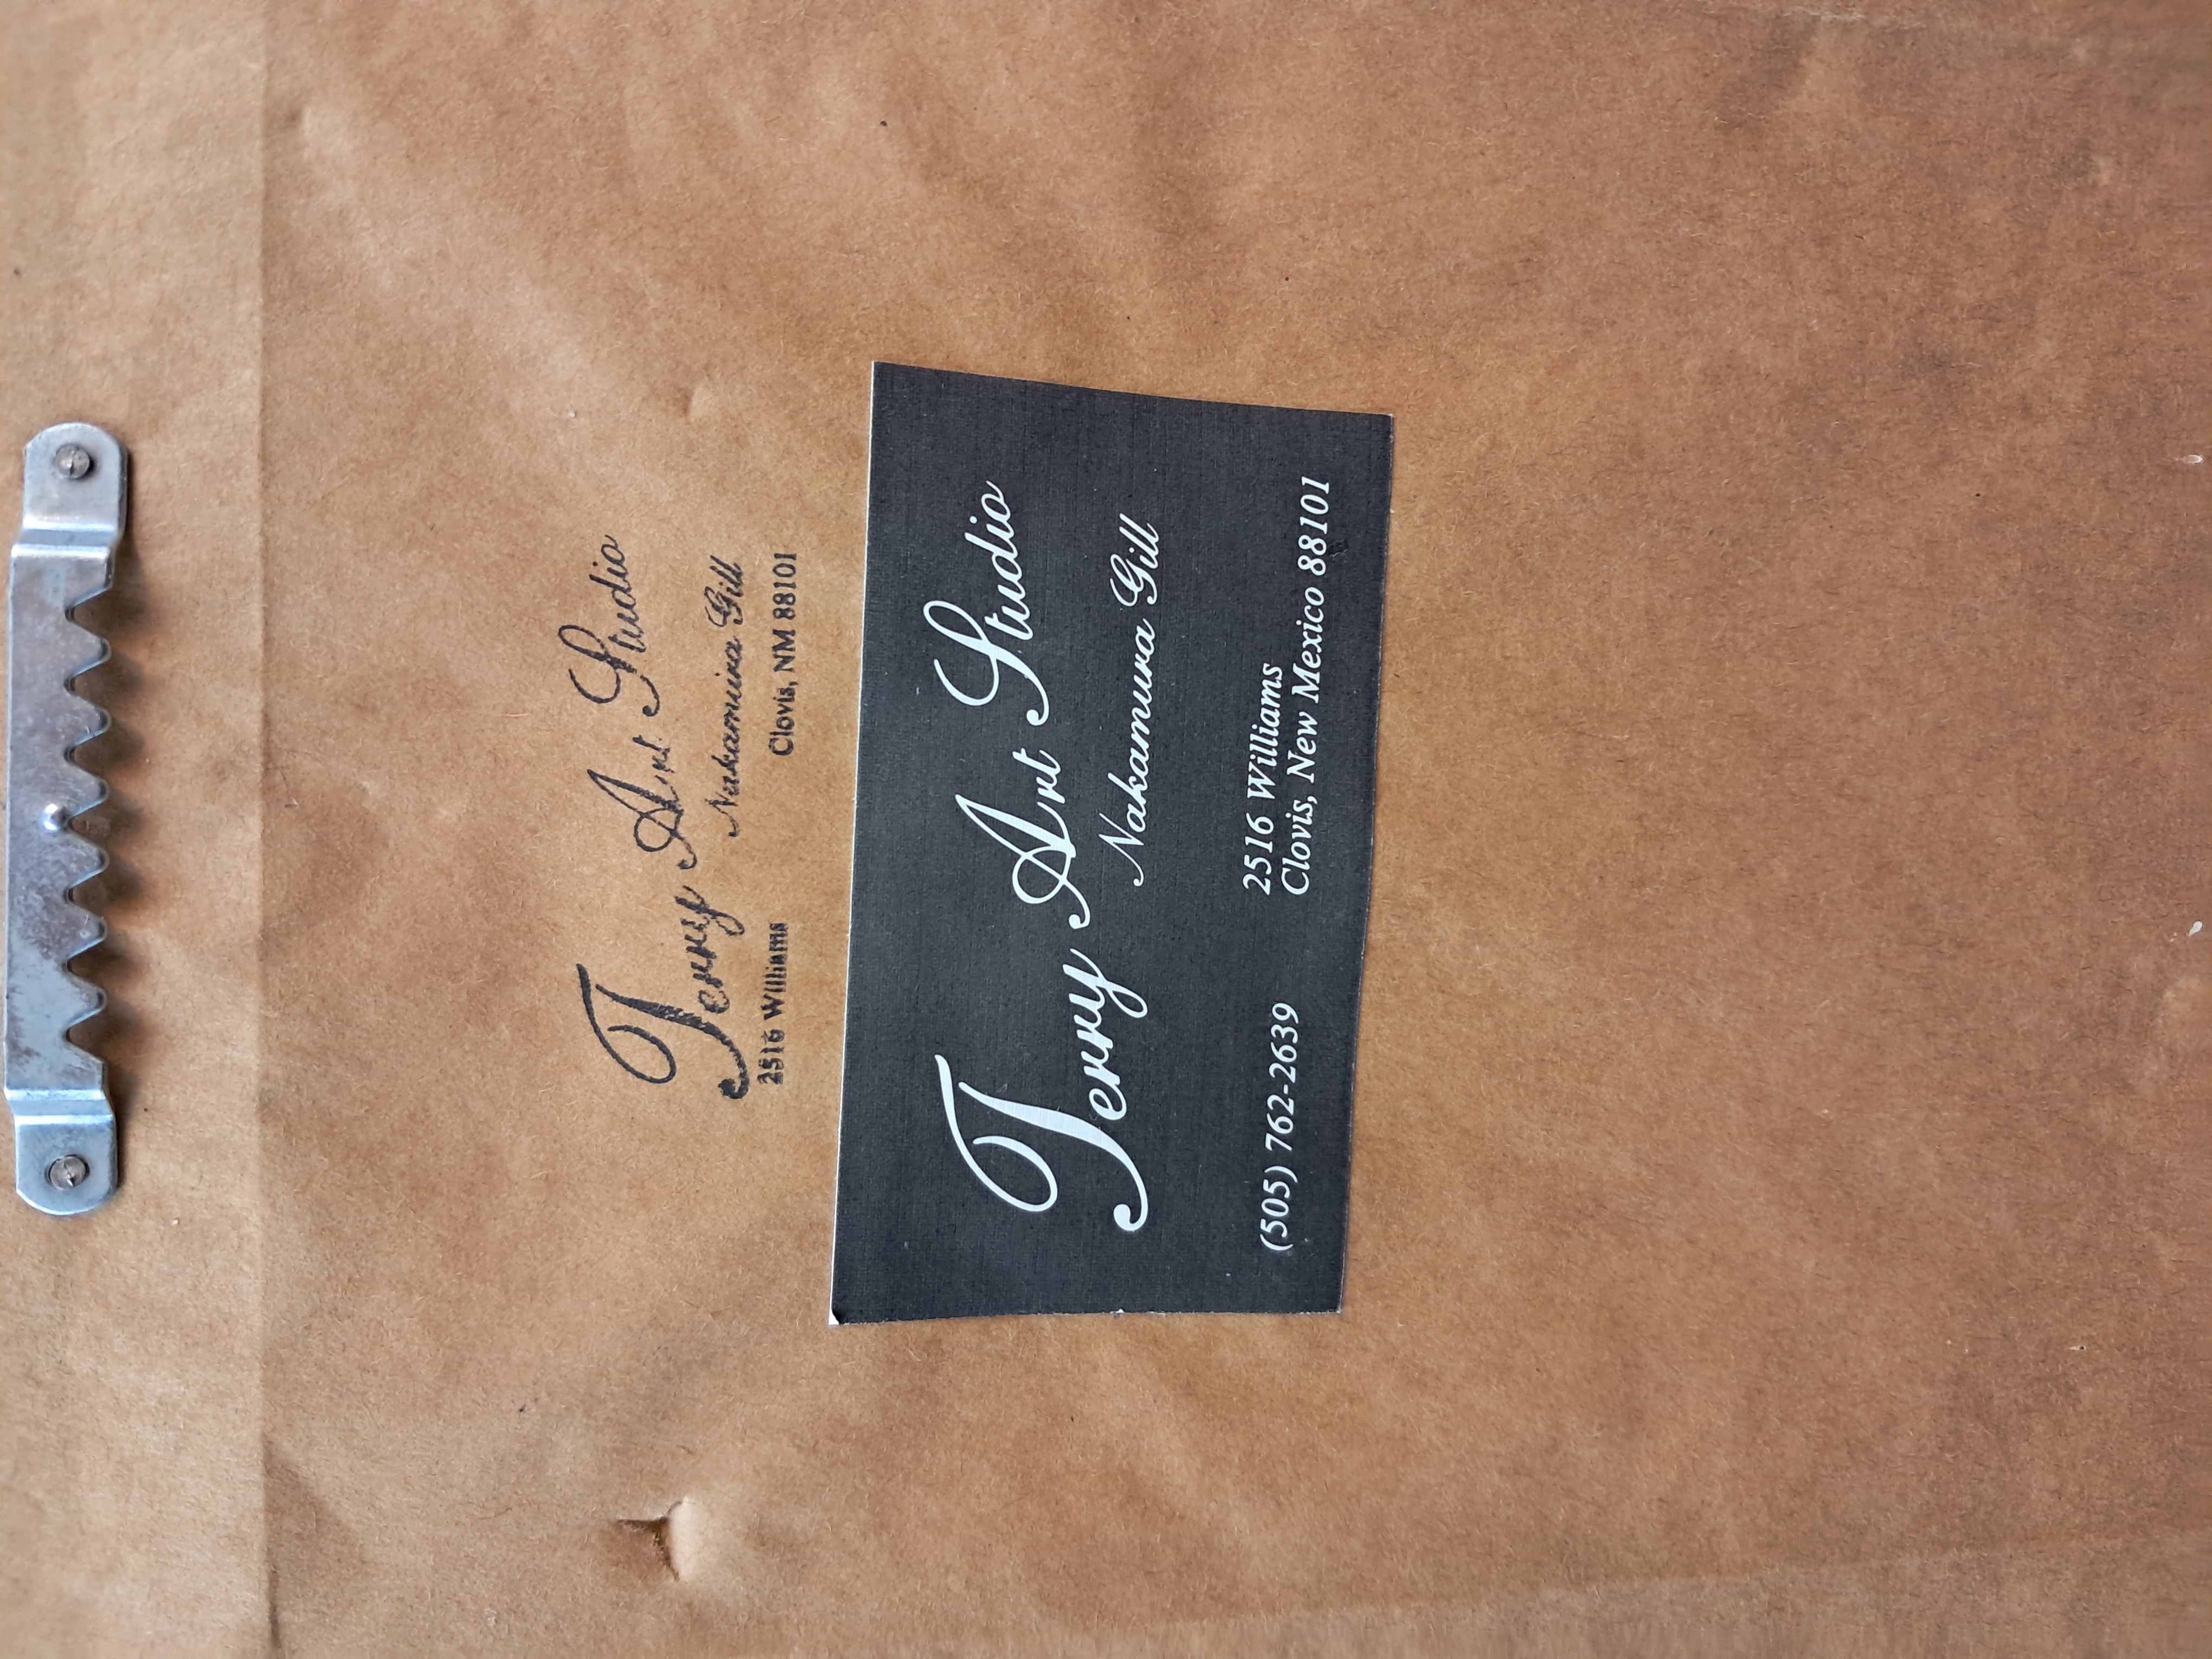 Terry Art Studio
Nakamura Gill
2516 Williams Clovis, NM 88101
Terry Art Studio
Nakamura Gill
(505) 762-2639 2516 Williams
Clovis, New Mexico 88101